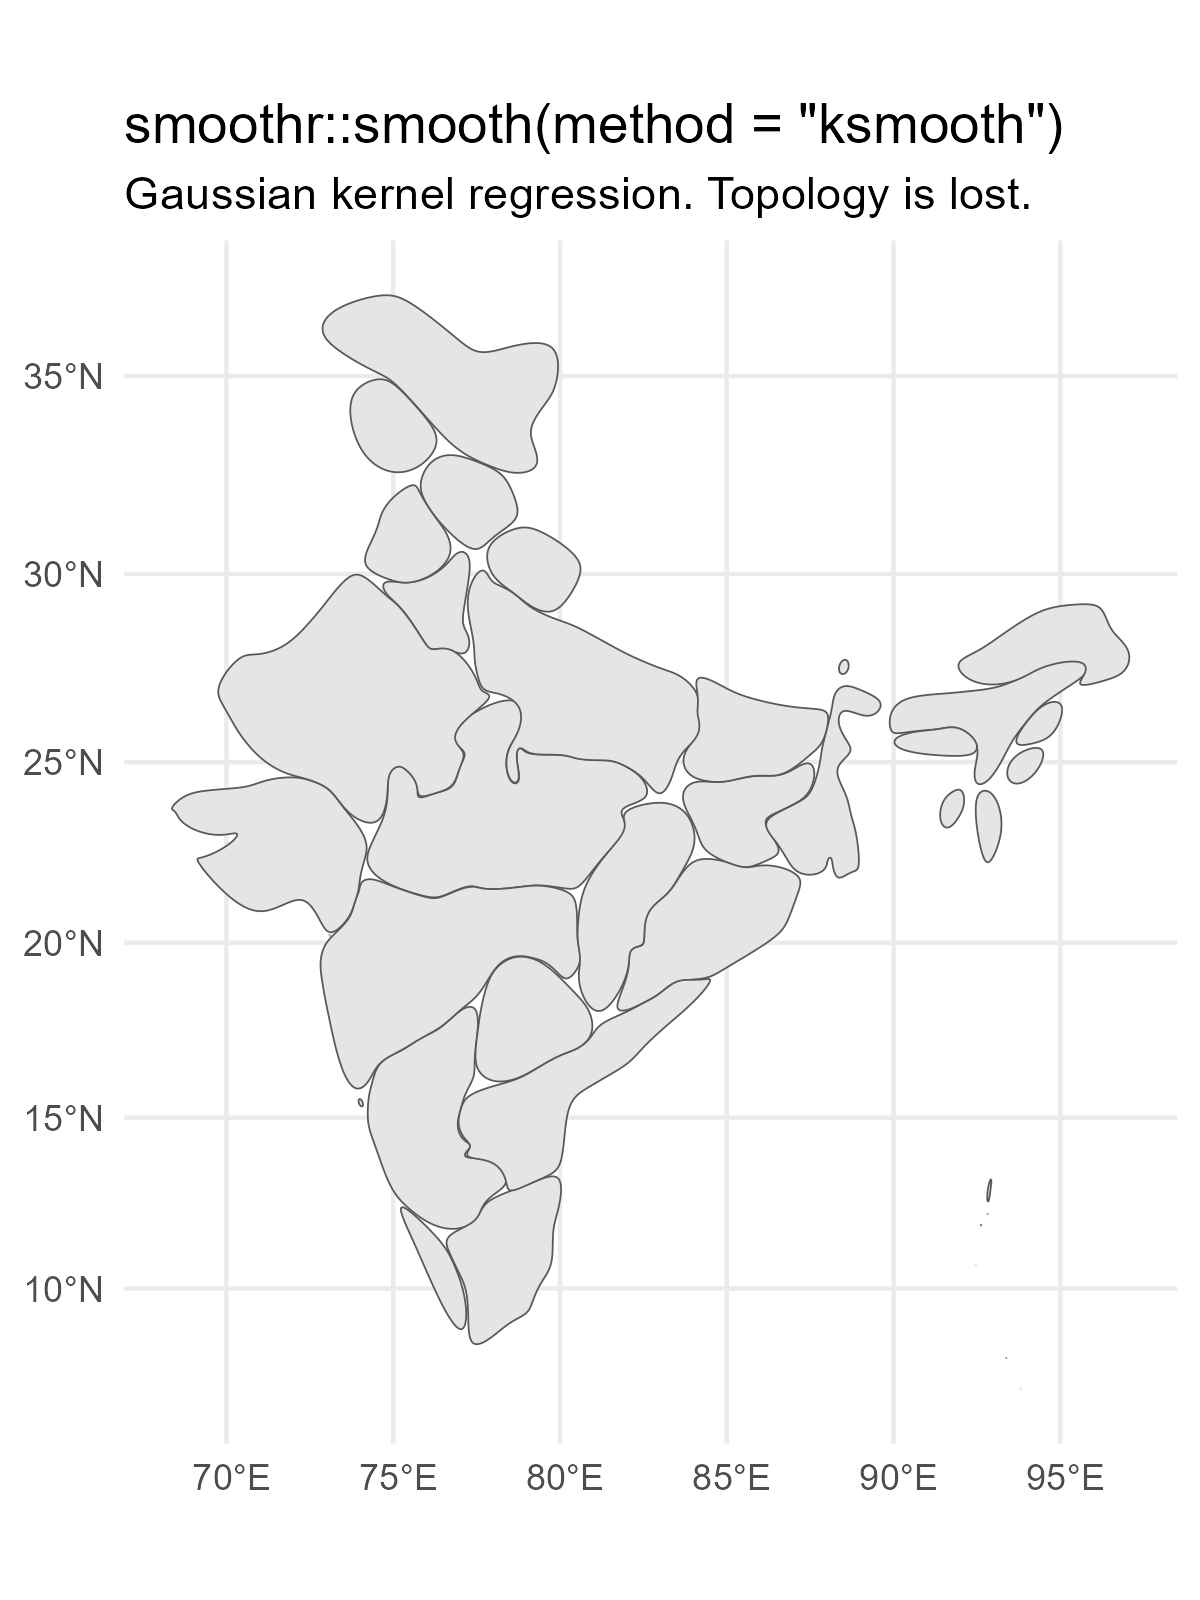 smoothr::smooth(method = "ksmooth")
Gaussian kernel regression. Topology is lost.
35°N
30°N
25°N
20°N
15°N
10°N
70°E 75°E 80°E 85°E 90°E 95°E